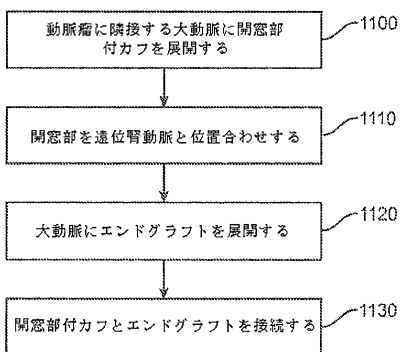 動脈瘤に隣接する大動脈に開窓部
付カフを展開する
1100
開窓部を遠位腎動脈と位置合わせする
1110
大動脈にエンドグラフトを展開する
1120
開窓部付カフとエンドグラフトを接続する
1130